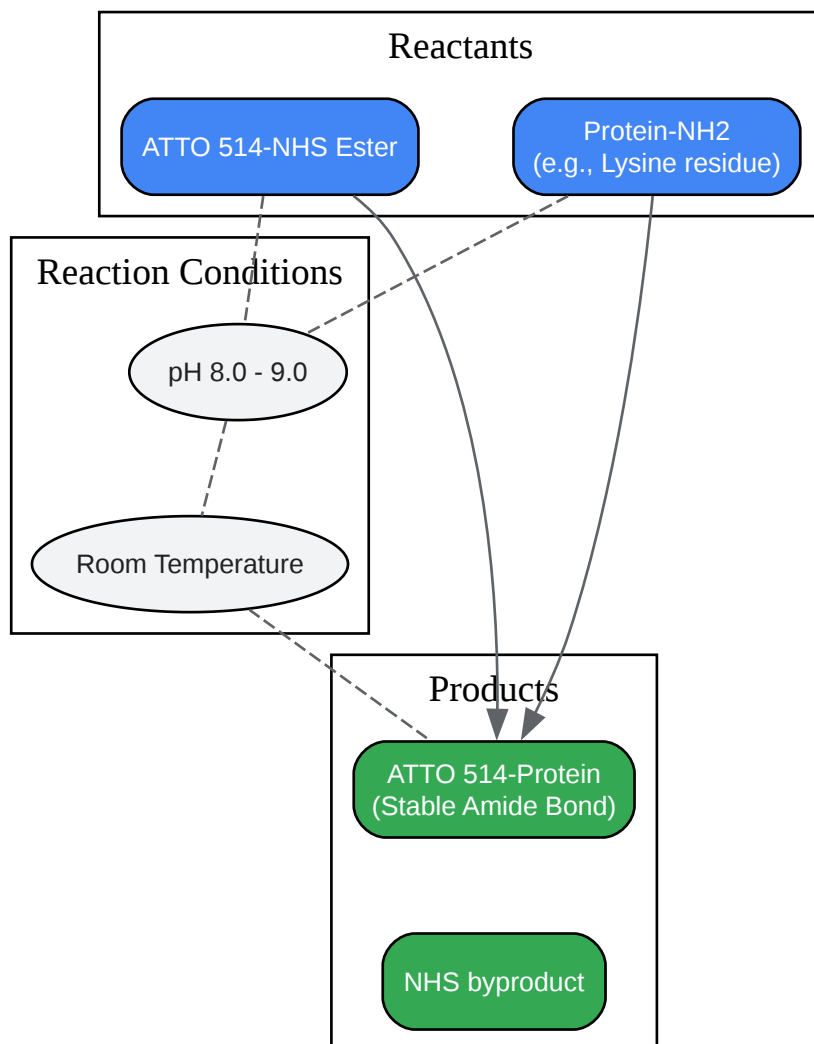 Reactants
ATTO 514-NHS Ester
Protein-NH2
(e.g., Lysine residue)
Reaction Conditions
pH 8.0 - 9.0
Room Temperature
Products
ATTO 514-Protein
(Stable Amide Bond)
NHS byproduct